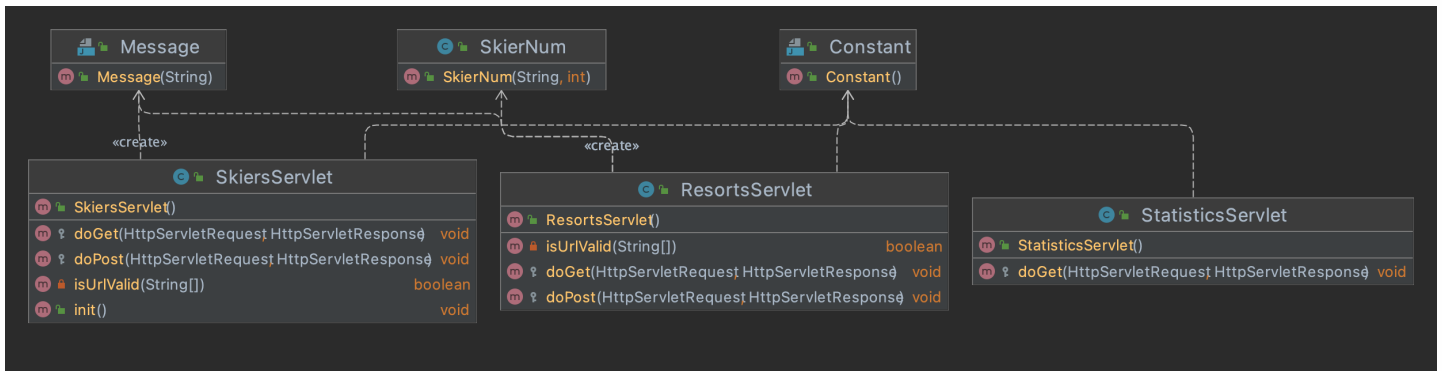 Message
Message(String)
SkierNum
SkierNum(String, int)
Constant
Constant()
«create»
«create»
SkiersServlet
SkiersServlet()
doGet(HttpServletRequest, HttpServletResponse) void
doPost(HttpServletRequest, HttpServletResponse) void
isUrlValid(String[]) boolean
init() void
ResortsServlet
ResortsServlet()
isUrlValid(String[]) boolean
doGet(HttpServletRequest, HttpServletResponse) void
doPost(HttpServletRequest, HttpServletResponse) void
StatisticsServlet
StatisticsServlet()
doGet(HttpServletRequest, HttpServletResponse) void